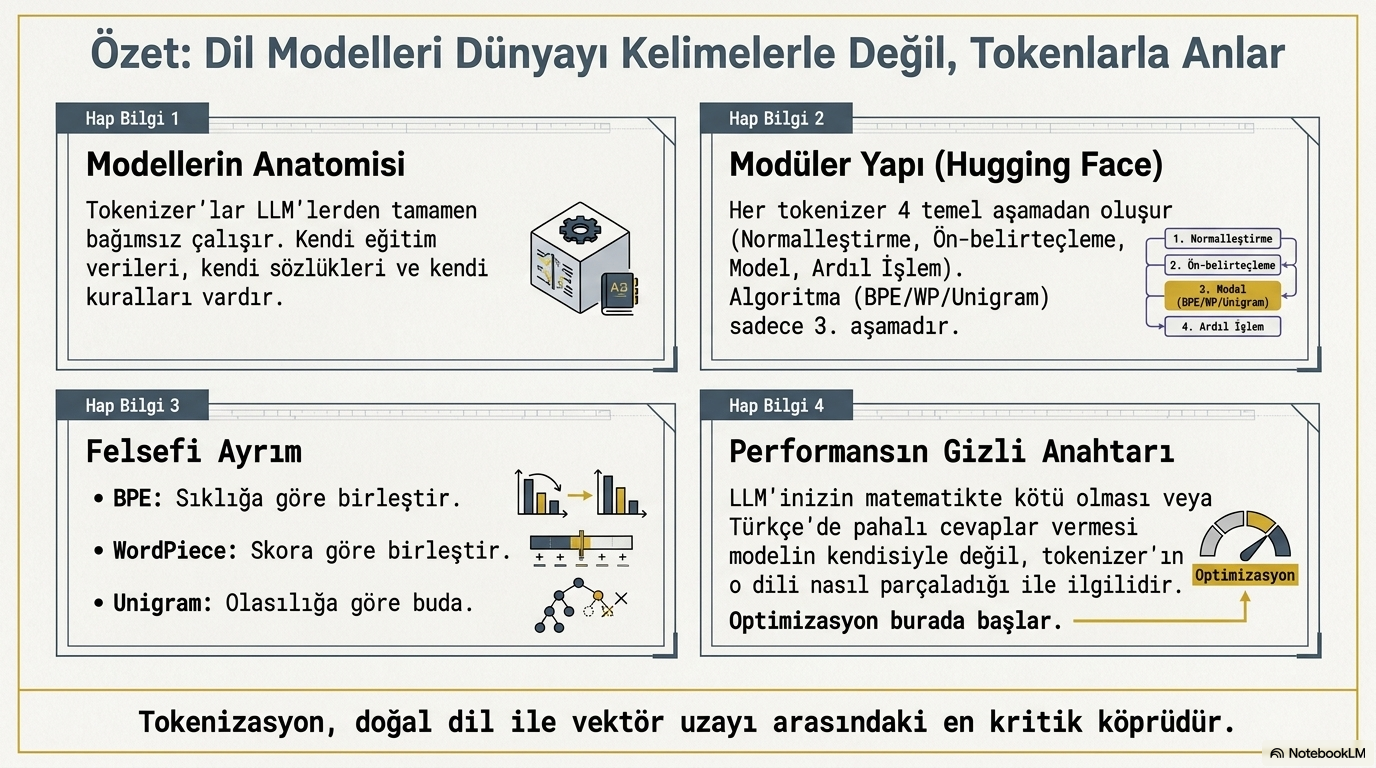 Özet: Dil Modelleri Dünyayı Kelimelerle Değil, Tokenlarla Anlar
Hap Bilgi 1
Modellerin Anatomisi
Tokenizer'lar LLM'lerden tamamen
bağımsız çalışır. Kendi eğitim
verileri, kendi sözlükleri ve kendi
kuralları vardır.
Hap Bilgi 2
Modüler Yapı (Hugging Face)
Her tokenizer 4 temel aşamadan oluşur
(Normalleştirme, Ön-belirteçleme,
Model, Ardıl İşlem).
Algoritma (BPE/WP/Unigram)
sadece 3. aşamadır.
1. Normalleştirme
2. Ön-belirteçleme
3. Modal
(BPE/WP/Unigram)
4. Ardıl İşlem
Hap Bilgi 3
Felsefi Ayrım
• BPE: Sıklığa göre birleştir.
• WordPiece: Skora göre birleştir.
• Unigram: Olasılığa göre buda.
Hap Bilgi 4
Performansın Gizli Anahtarı
LLM'inizin matematikte kötü olması veya
Türkçe'de pahalı cevaplar vermesi
modelin kendisiyle değil, tokenizer'ın
o dili nasıl parçaladığı ile ilgilidir.
Optimizasyon burada başlar.
Optimizasyon
Tokenizasyon, doğal dil ile vektör uzayı arasındaki en kritik köprüdür.
NotebookLM